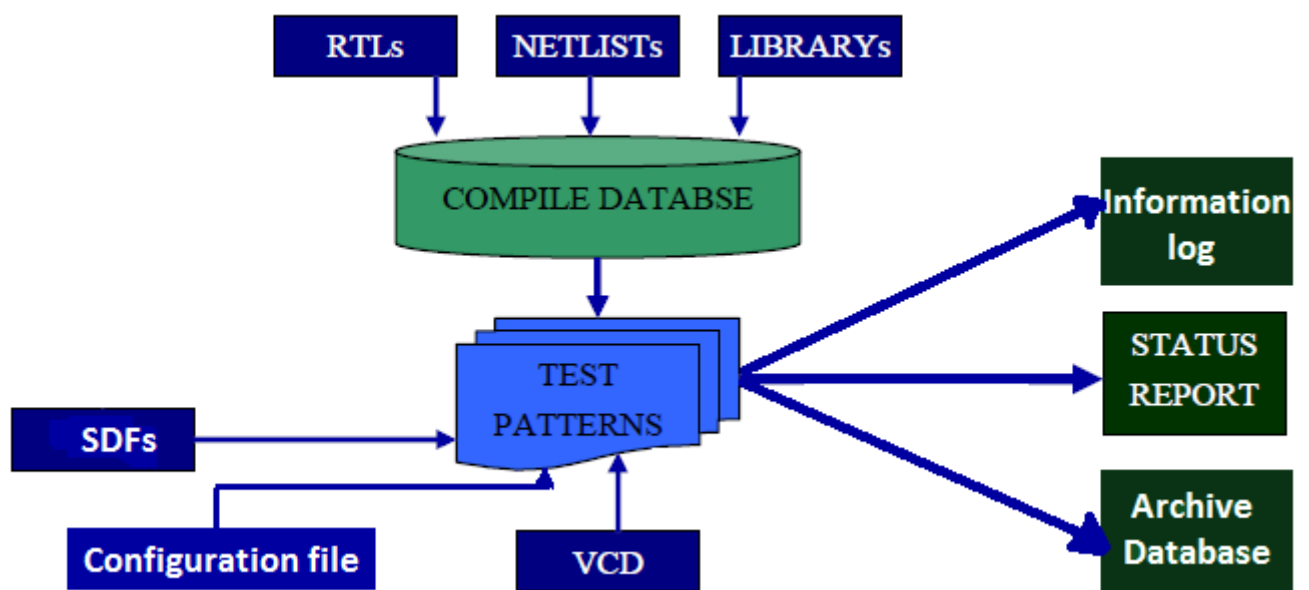 RTLs
NETLISTs
LIBRARYs
COMPILE DATABSE
Information
log
TEST
PATTERNS
STATUS
REPORT
SDFs
Configuration file
VCD
Archive
Database